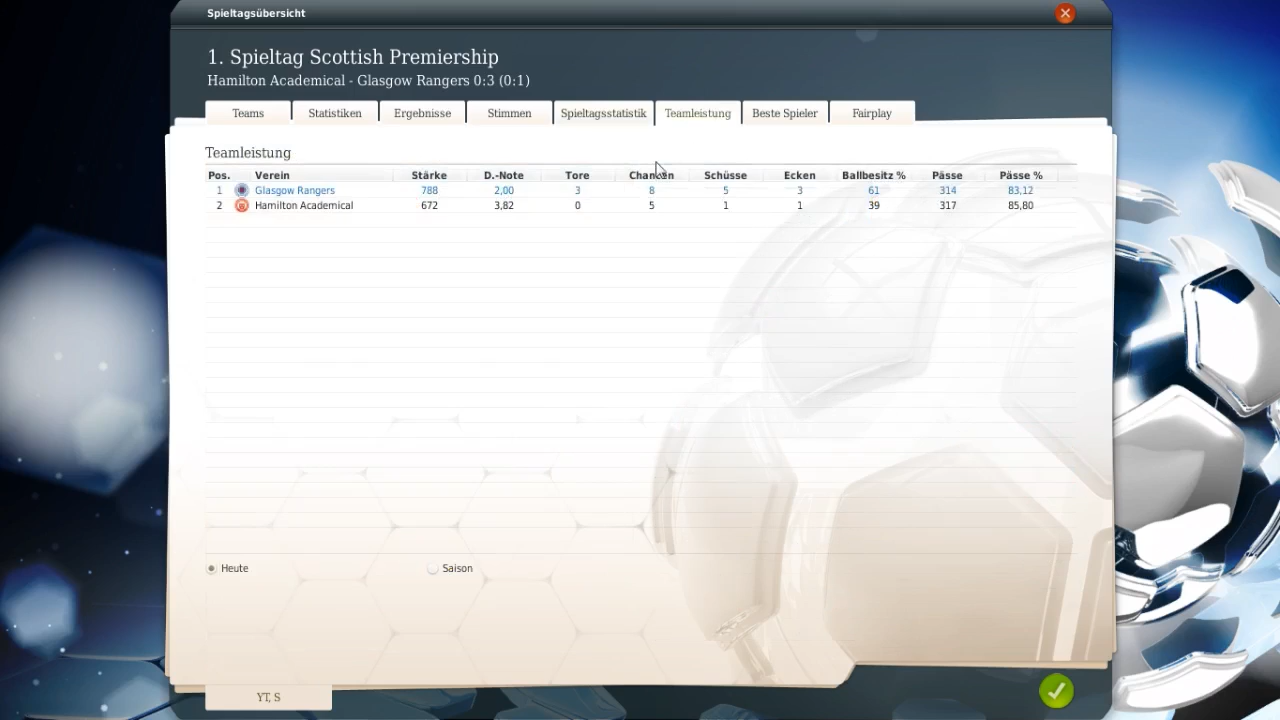 Spieltagsübersicht
1. Spieltag Scottish Premiership
Hamilton Academical - Glasgow Rangers 0:3 (0:1)
Teams Statistiken Ergebnisse Stimmen Spieltagsstatistik Teamleistung Beste Spieler Fairplay
Teamleistung
Pos. Verein Stärke D.-Note Tore Chancen Schüsse Ecken Ballbesitz % Pässe Pässe %
1 Glasgow Rangers 788 2,00 3 8 5 3 61 314 83,12
2 Hamilton Academical 672 3,82 0 5 1 1 39 317 85,80
Heute Saison
YT, S